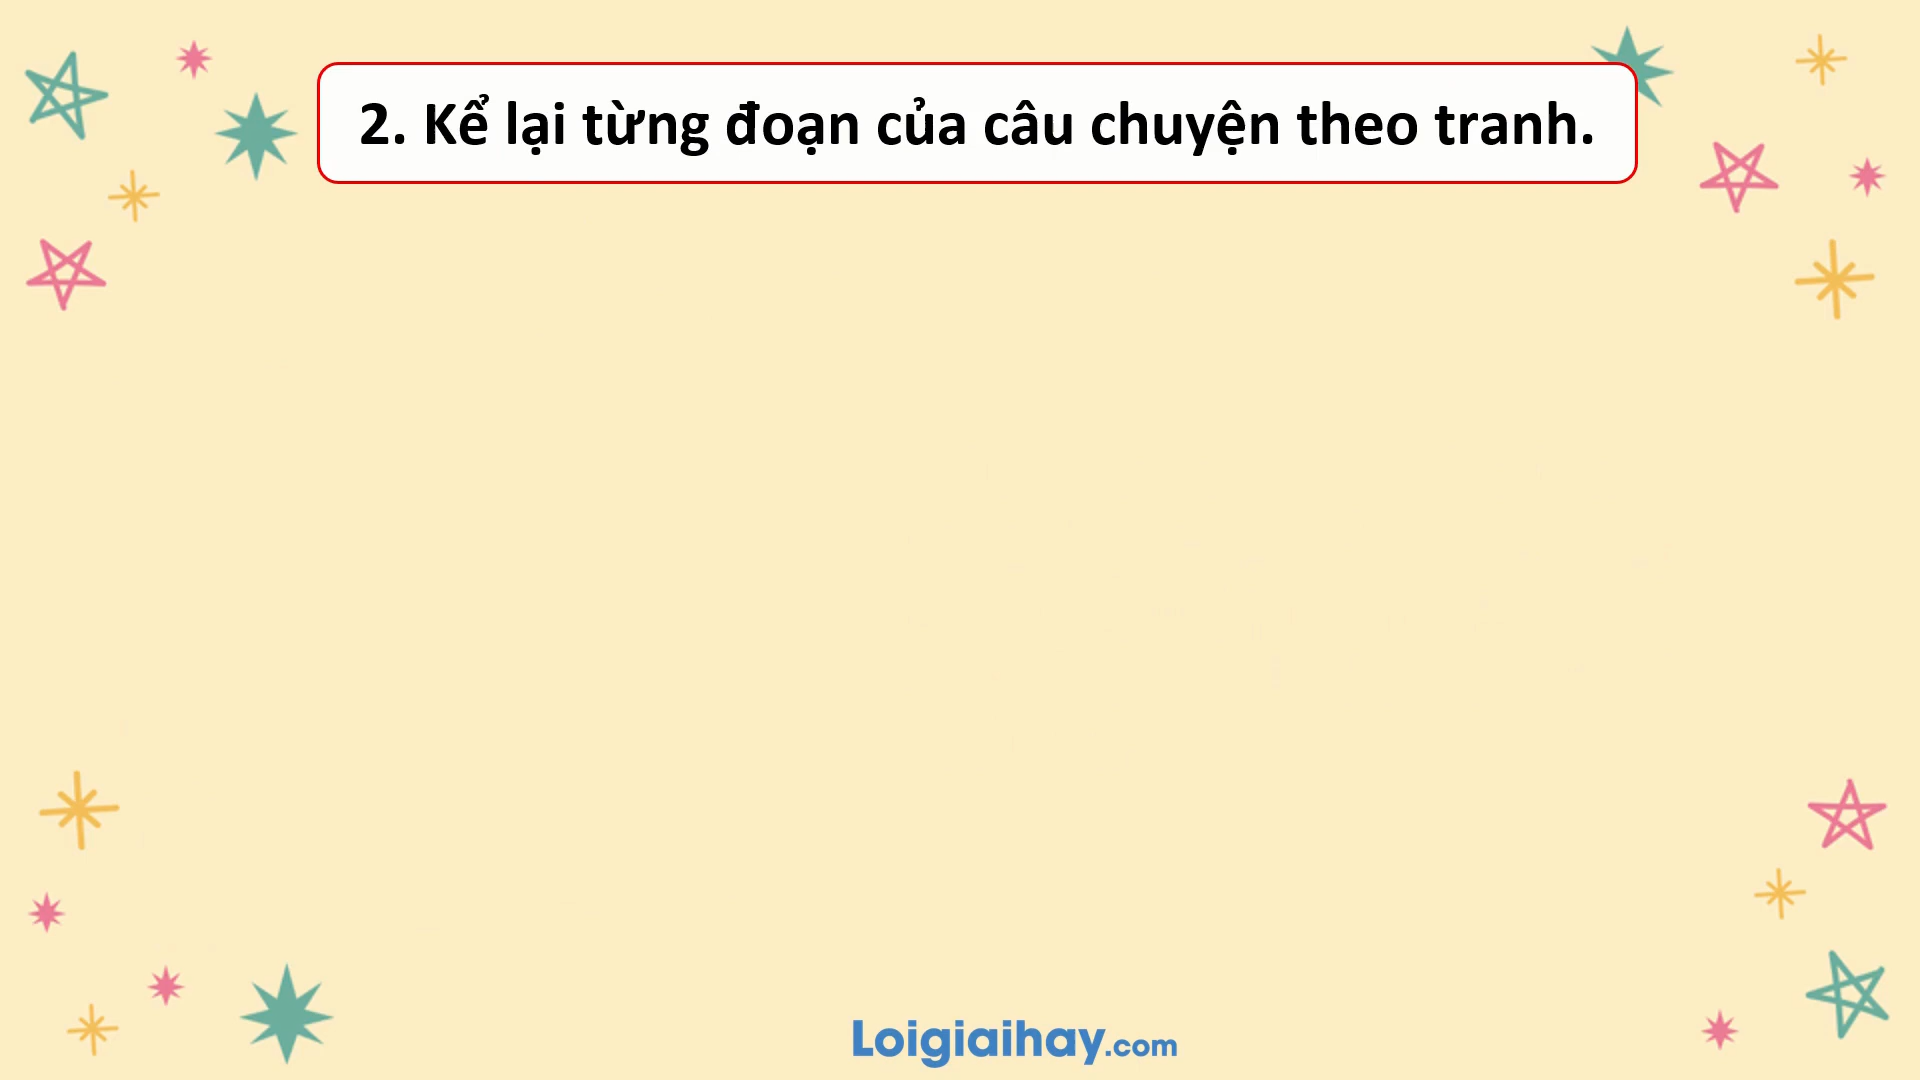 2. Kể lại từng đoạn của câu chuyện theo tranh.
Loigiaihay.com